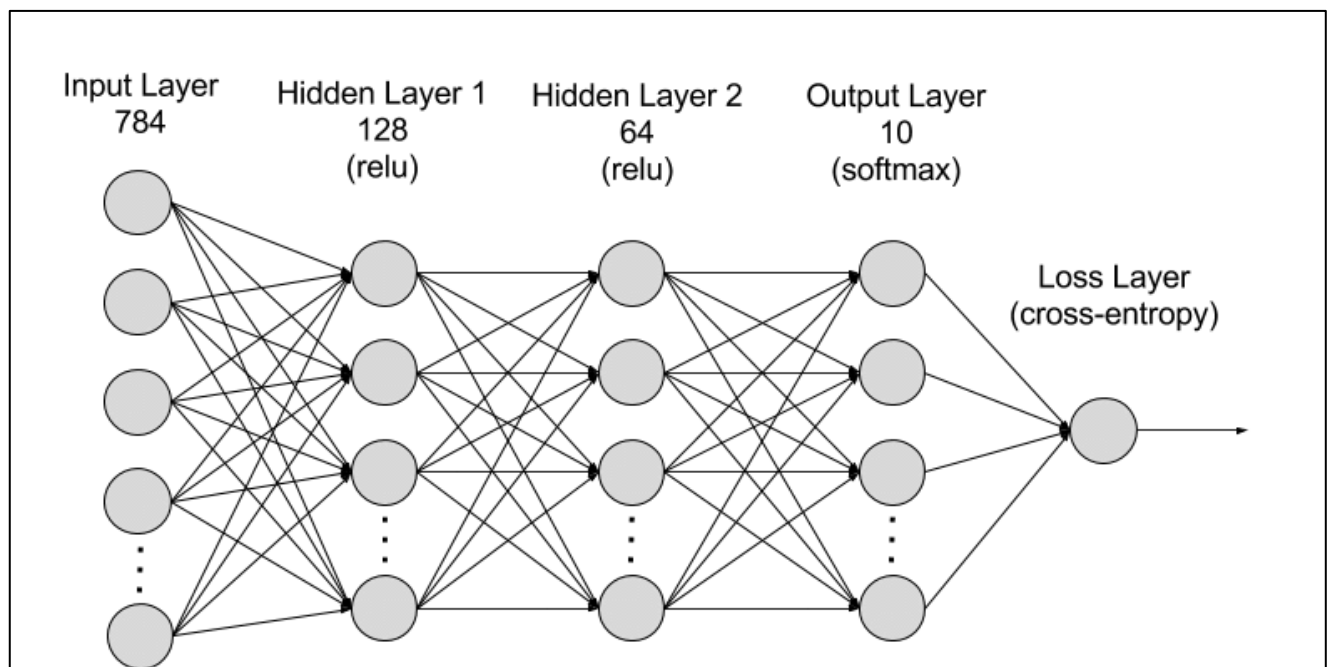 Input Layer
784
Hidden Layer 1
128
(relu)
Hidden Layer 2
64
(relu)
Output Layer
10
(softmax)
Loss Layer
(cross-entropy)